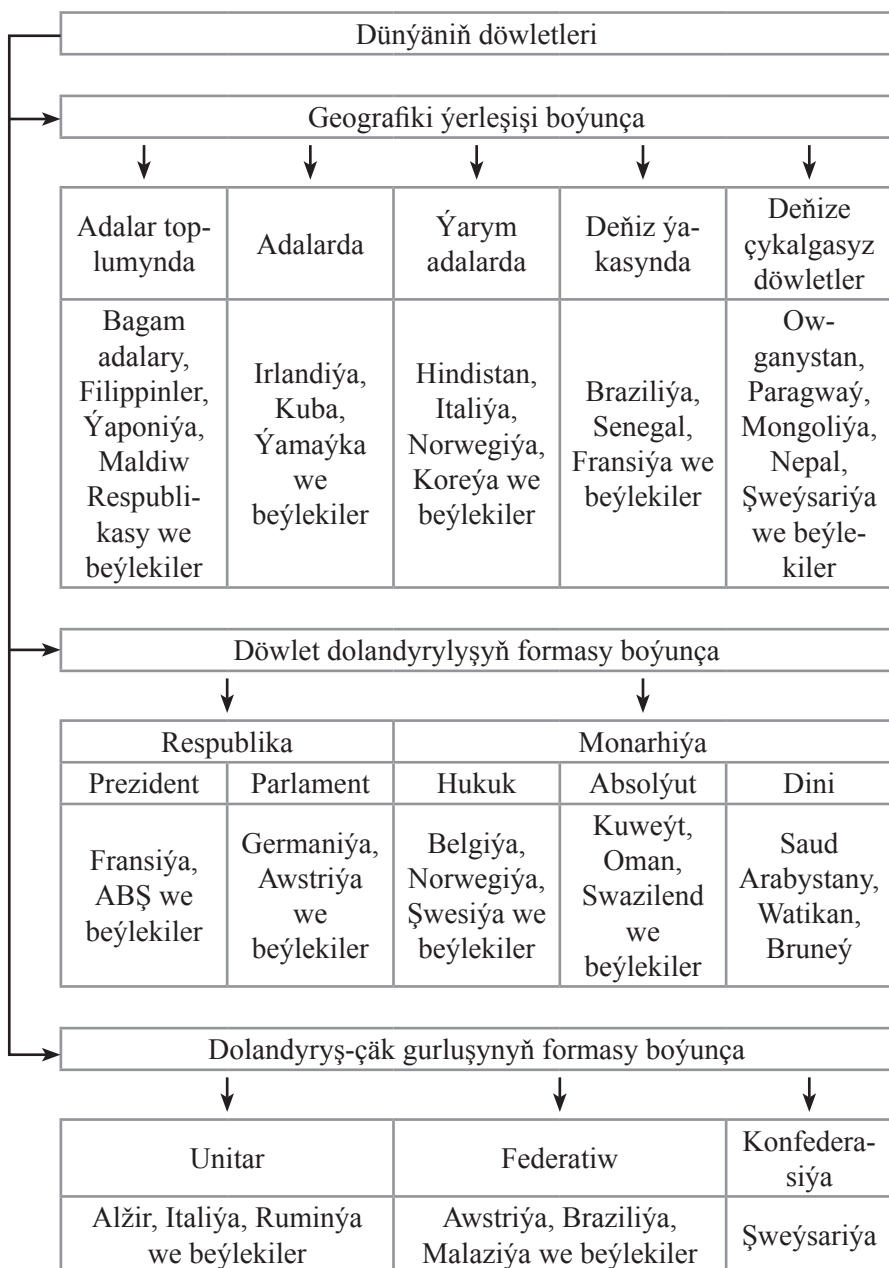 Dünýäniň döwletleri
Geografiki ýerleşişi boýunça
Adalar top-
lumynda
Adalarda
Ýarym
adalarda
Deňiz ýa-
kasynda
Deňize
çykalgasyz
döwletler
Bagam
adalary,
Filippinler,
Ýaponiýa,
Maldiw
Respubli-
kasy we
beýlekiler
Irlandiýa,
Kuba,
Ýamaýka
we
beýlekiler
Hindistan,
Italiýa,
Norwegiýa,
Koreýa we
beýlekiler
Braziliýa,
Senegal,
Fransiýa we
beýlekiler
Ow-
ganystan,
Paragwaý,
Mongoliýa,
Nepal,
Şweýsariýa
we beýle-
kiler
Döwlet dolandyrylyşyň formasy boýunça
Respublika
Monarhiýa
Prezident
Parlament
Hukuk
Absolýut
Dini
Fransiýa,
ABŞ we
beýlekiler
Germaniýa,
Awstriýa
we
beýlekiler
Belgiýa,
Norwegiýa,
Şwesiýa we
beýlekiler
Kuweýt,
Oman,
Swazilend
we
beýlekiler
Saud
Arabystany,
Watikan,
Bruneý
Dolandyryş-çäk gurluşynyň formasy boýunça
Unitar
Federatiw
Konfedera-
siýa
Alžir, Italiýa, Ruminýa
we beýlekiler
Awstriýa, Braziliýa,
Malaziýa we beýlekiler
Şweýsariýa